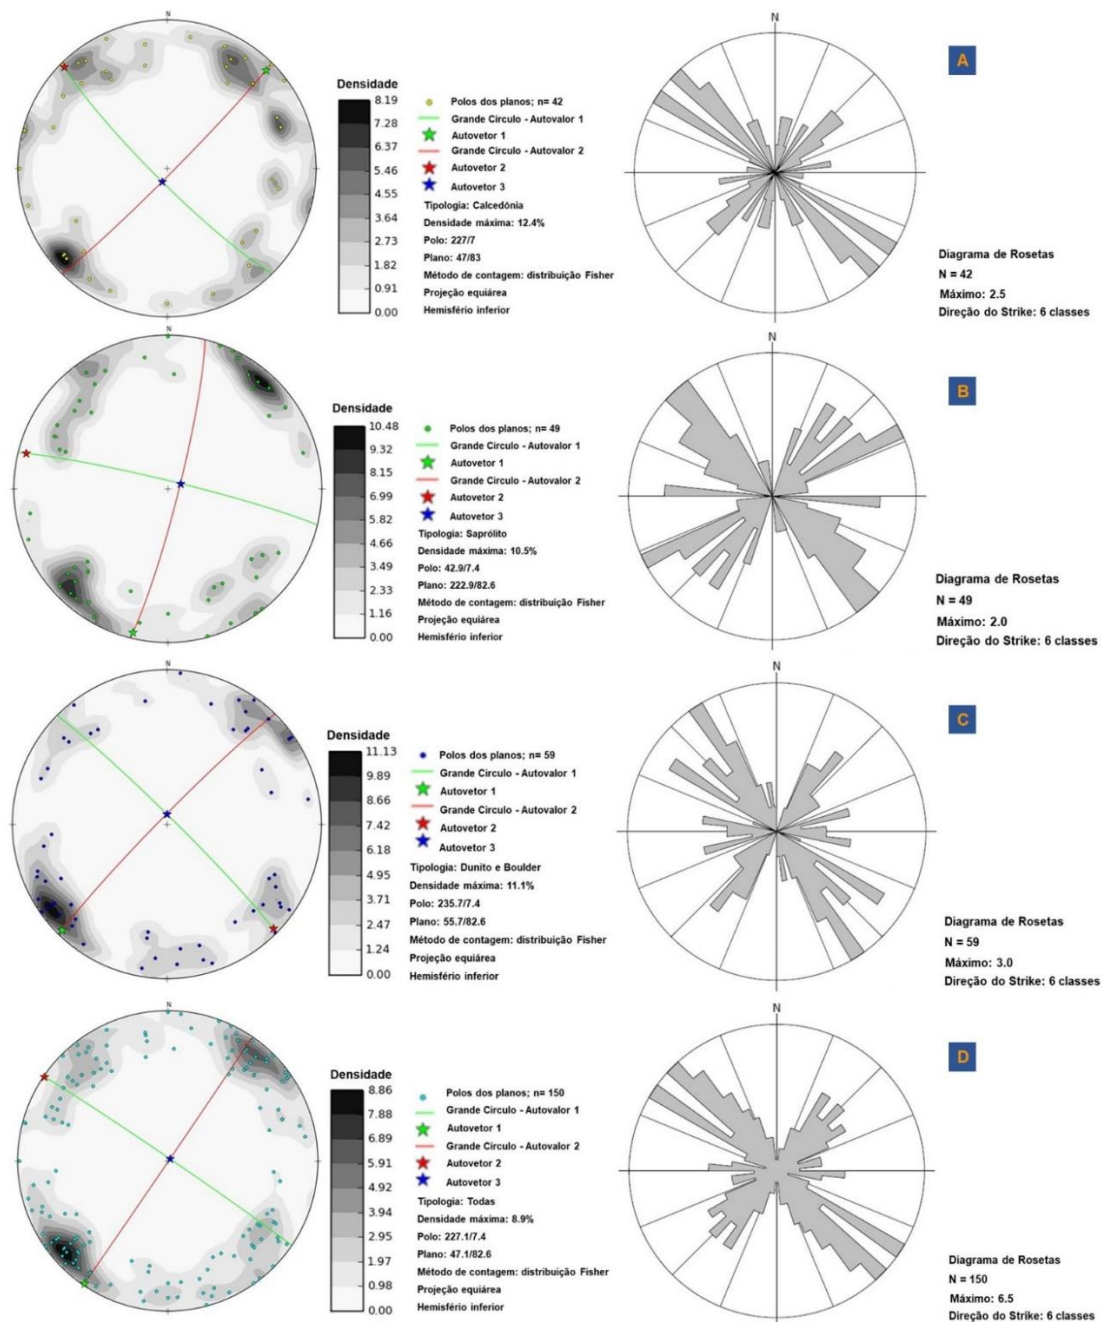 N
Densidade
8.19
7.28
6.37
5.46
4.55
3.64
2.73
1.82
0.91
0.00
Polos dos planos; n= 42
Grande Circulo - Autovalor 1
Autovetor 1
Grande Circulo - Autovalor 2
Autovetor 2
Autovetor 3
Tipologia: Calcedônia
Densidade máxima: 12.4%
Polo: 227/7
Plano: 47/83
Método de contagem: distribuição Fisher
Projeção equiárea
Hemisfério inferior
N
A
Diagrama de Rosetas
N = 42
Máximo: 2.5
Direção do Strike: 6 classes
N
Densidade
10.48
9.32
8.15
6.99
5.82
4.66
3.49
2.33
1.16
0.00
Polos dos planos; n= 49
Grande Circulo - Autovalor 1
Autovetor 1
Grande Circulo - Autovalor 2
Autovetor 2
Autovetor 3
Tipologia: Saprólito
Densidade máxima: 10.5%
Polo: 42.9/7.4
Plano: 222.9/82.6
Método de contagem: distribuição Fisher
Projeção equiárea
Hemisfério inferior
N
B
Diagrama de Rosetas
N = 49
Máximo: 2.0
Direção do Strike: 6 classes
N
Densidade
11.13
9.89
8.66
7.42
6.18
4.95
3.71
2.47
1.24
0.00
Polos dos planos; n= 59
Grande Circulo - Autovalor 1
Autovetor 1
Grande Circulo - Autovalor 2
Autovetor 2
Autovetor 3
Tipologia: Dunito e Boulder
Densidade máxima: 11.1%
Polo: 235.7/7.4
Plano: 55.7/82.6
Método de contagem: distribuição Fisher
Projeção equiárea
Hemisfério inferior
N
C
Diagrama de Rosetas
N = 59
Máximo: 3.0
Direção do Strike: 6 classes
N
Densidade
8.86
7.88
6.89
5.91
4.92
3.94
2.95
1.97
0.98
0.00
Polos dos planos; n= 150
Grande Circulo - Autovalor 1
Autovetor 1
Grande Circulo - Autovalor 2
Autovetor 2
Autovetor 3
Tipologia: Todas
Densidade máxima: 8.9%
Polo: 227.1/7.4
Plano: 47.1/82.6
Método de contagem: distribuição Fisher
Projeção equiárea
Hemisfério inferior
N
D
Diagrama de Rosetas
N = 150
Máximo: 6.5
Direção do Strike: 6 classes